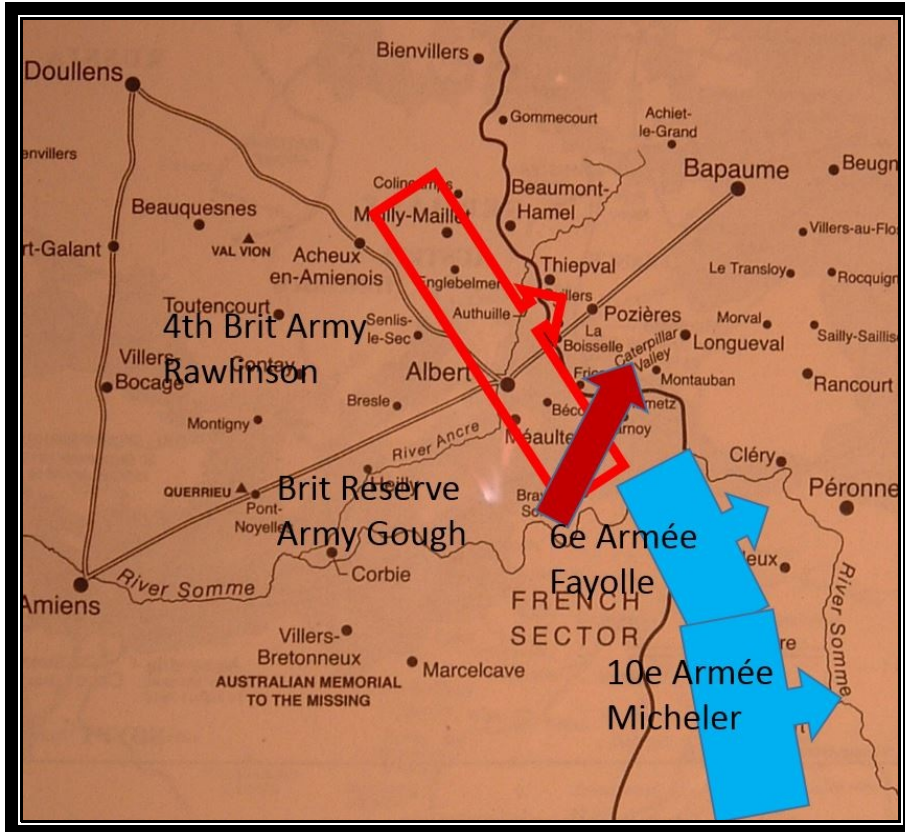 Bienvillers
Doullens
Gommecourt
Achiet-
le-Grand
envillers
Bapaume
Beugn
Colincamps
Beaumont-
Hamel
Beauquesnes
Mailly-Maillet
Villers-au-Flo
VAL VION
rt-Galant
Acheux
en-Amienois
Thiepval
Le Transloy
Rocquign
Englebelmer
Toutencourt
Authuille
Pozières
4th Brit Army
Rawlinson
Senlis-
le-Sec
La
Boisselle
Morval
Sailly-Saillis
Longueval
Caterpillar
Valley
Villers-
Bocage
Contay
Albert
Montauban
Rancourt
Bresle
Montigny
River Ancre
Cléry
Péronne
QUERRIEU
Pont-
Brit Reserve
Army Gough
6e Armée
Fayolle
Corbie
River Somme
Amiens
River Somme
FRENCH
SECTOR
Villers-
Bretonneux
Marcelcave
AUSTRALIAN MEMORIAL
TO THE MISSING
10e Armée
Micheler